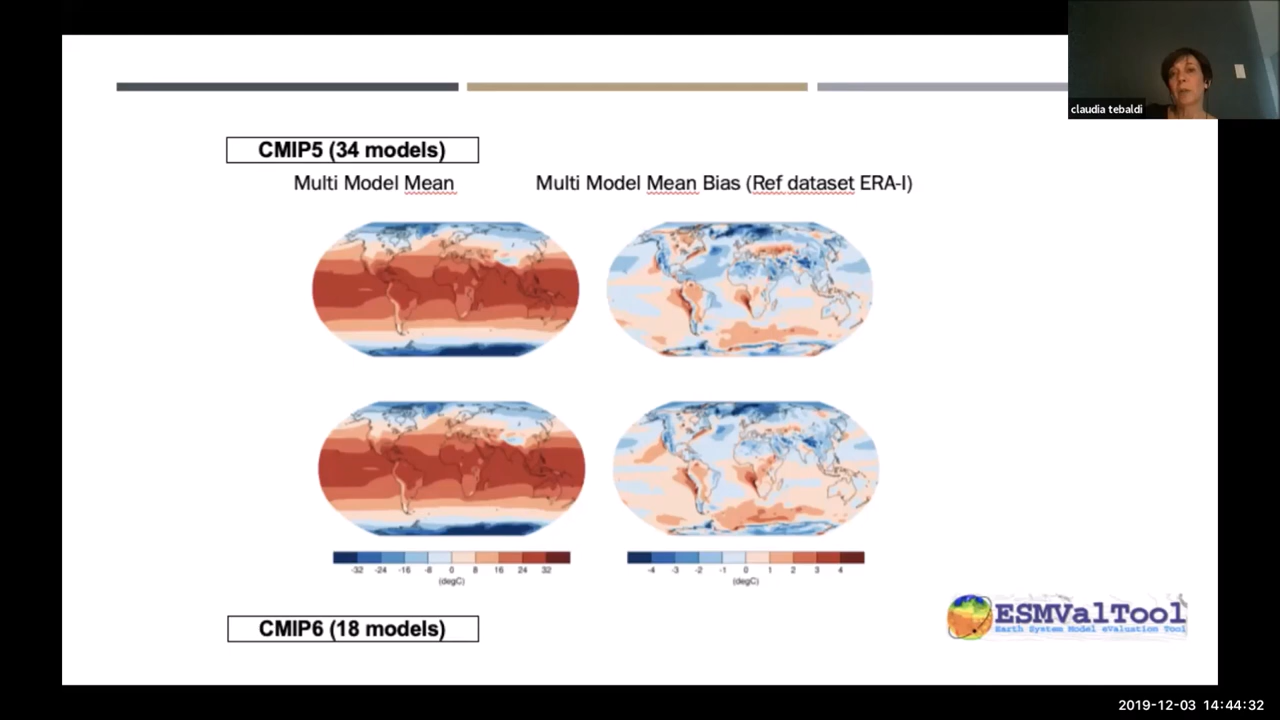 claudia tebaldi
CMIP5 (34 models)
Multi Model Mean
Multi Model Mean Bias (Ref dataset ERA-I)
-32 -24 -16 -8 0 8 16 24 32
(degC)
-4 -3 -2 -1 0 1 2 3 4
(degC)
CMIP6 (18 models)
ESMValTool
Earth System Model eValuation Tool
2019-12-03 14:44:32